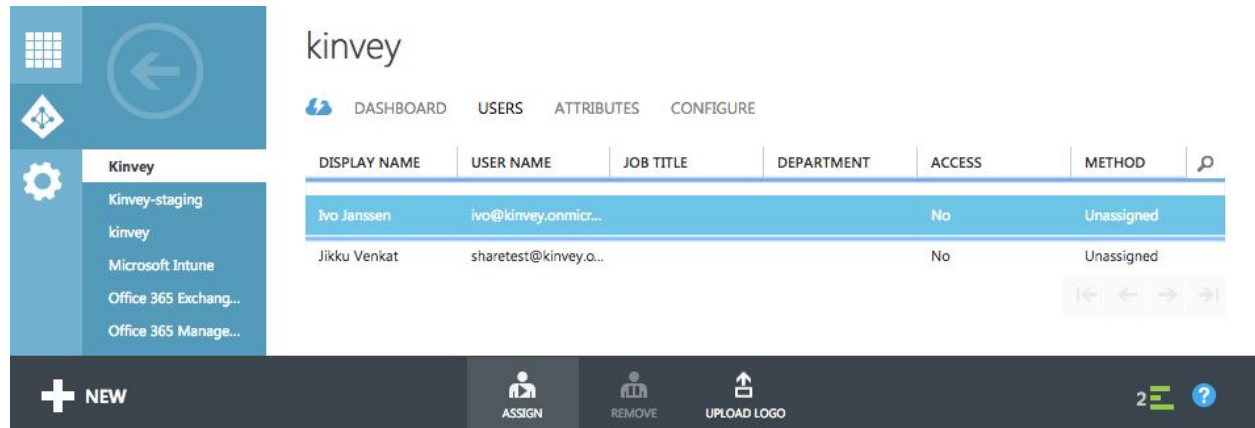 kinvey
DASHBOARD USERS ATTRIBUTES CONFIGURE
DISPLAY NAME USER NAME JOB TITLE DEPARTMENT ACCESS METHOD
Ivo Janssen ivo@kinvey.onmicr... No Unassigned
Jikku Venkat sharetest@kinvey.o... No Unassigned
Kinvey
Kinvey-staging
kinvey
Microsoft Intune
Office 365 Exchang...
Office 365 Manage...
NEW
ASSIGN REMOVE UPLOAD LOGO
2 ?